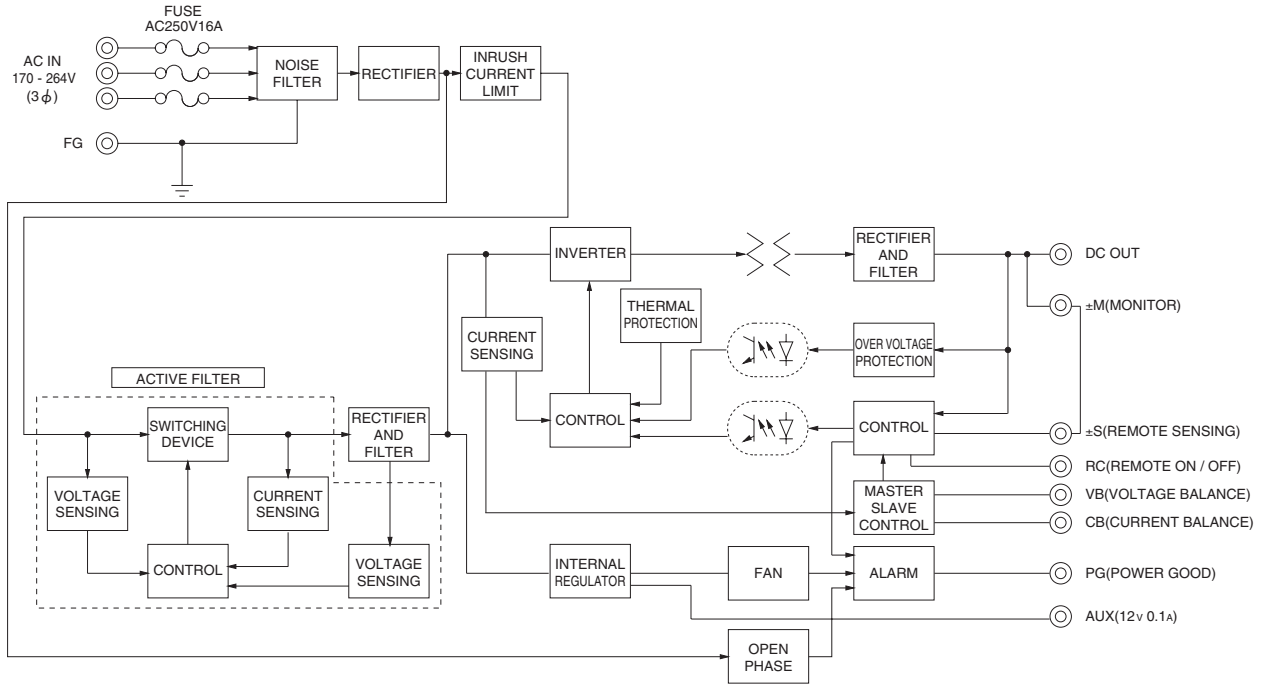 FUSE
AC250V16A
AC IN
170 - 264V
(3ϕ)
NOISE
FILTER
RECTIFIER
INRUSH
CURRENT
LIMIT
FG
INVERTER
RECTIFIER
AND
FILTER
DC OUT
THERMAL
PROTECTION
±M(MONITOR)
CURRENT
SENSING
OVER VOLTAGE
PROTECTION
ACTIVE FILTER
SWITCHING
DEVICE
RECTIFIER
AND
FILTER
CONTROL
CONTROL
±S(REMOTE SENSING)
RC(REMOTE ON / OFF)
VOLTAGE
SENSING
CURRENT
SENSING
MASTER
SLAVE
CONTROL
VB(VOLTAGE BALANCE)
CB(CURRENT BALANCE)
CONTROL
VOLTAGE
SENSING
INTERNAL
REGULATOR
FAN
ALARM
PG(POWER GOOD)
AUX(12V 0.1A)
OPEN
PHASE